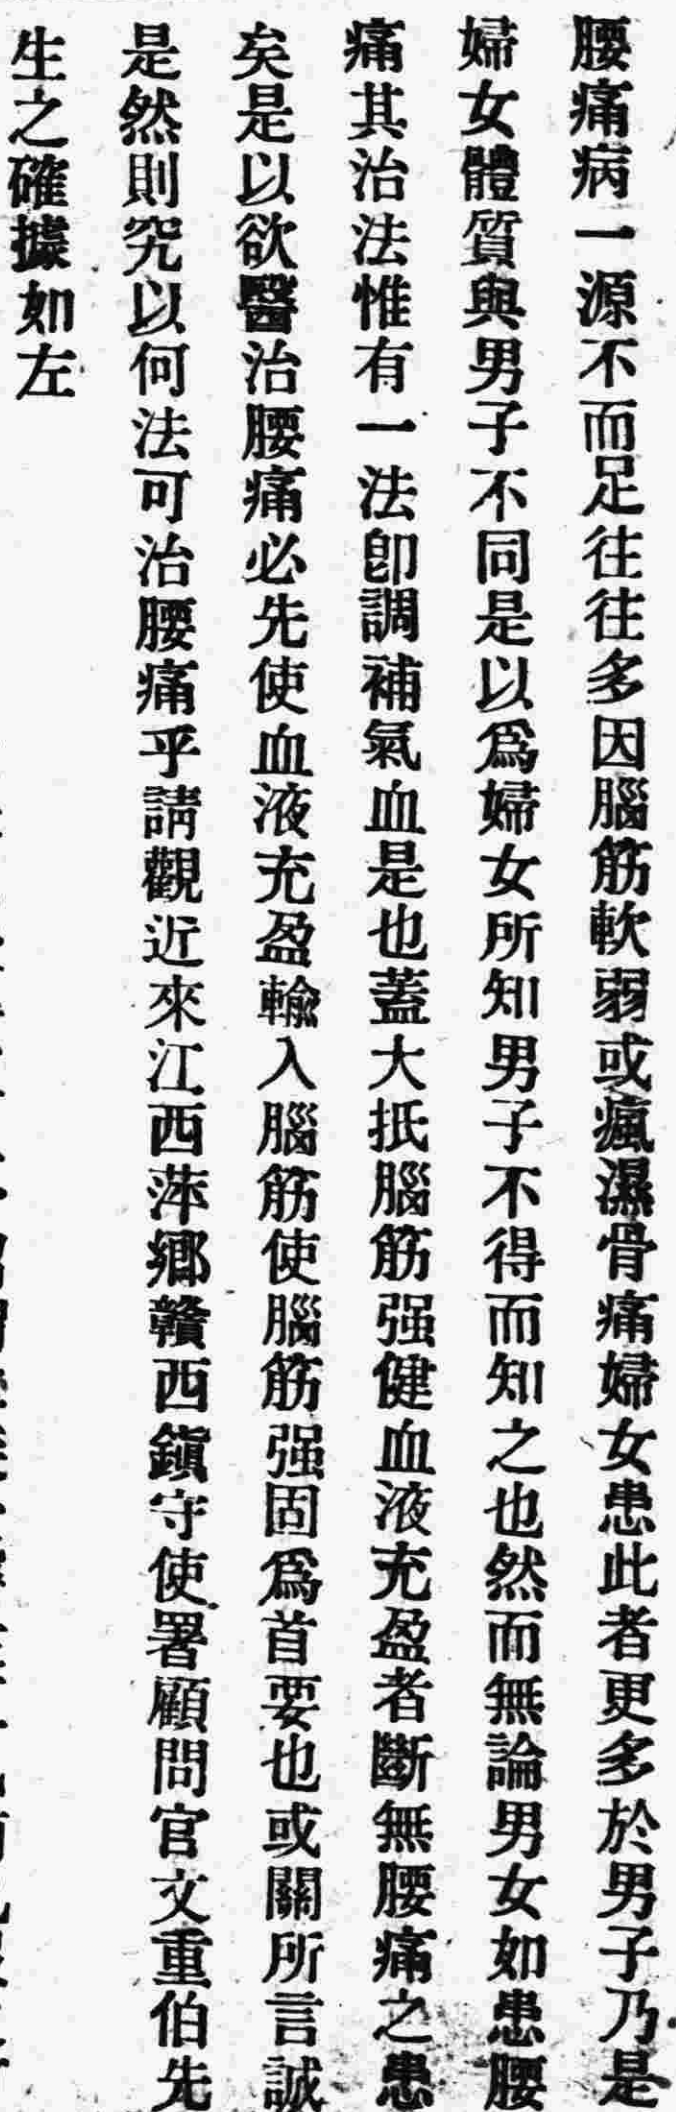 腰痛病一源不而足往往多因腦筋軟弱或瘋濕骨痛婦女患此者更多於男子乃是
婦女體質與男子不同是以爲婦女所知男子不得而知之也然而無論男女如患腰
痛其治法惟有一法卽調補氣血是也蓋大抵腦筋强健血液充盈者斷無腰痛之患
矣是以欲醫治腰痛必先使血液充盈輸入腦筋使腦筋强固爲首要也或關所言誠
是然則究以何法可治腰痛乎請觀近來江西萍鄉贛西鎭守使署顧問官文重伯先
生之確據如左